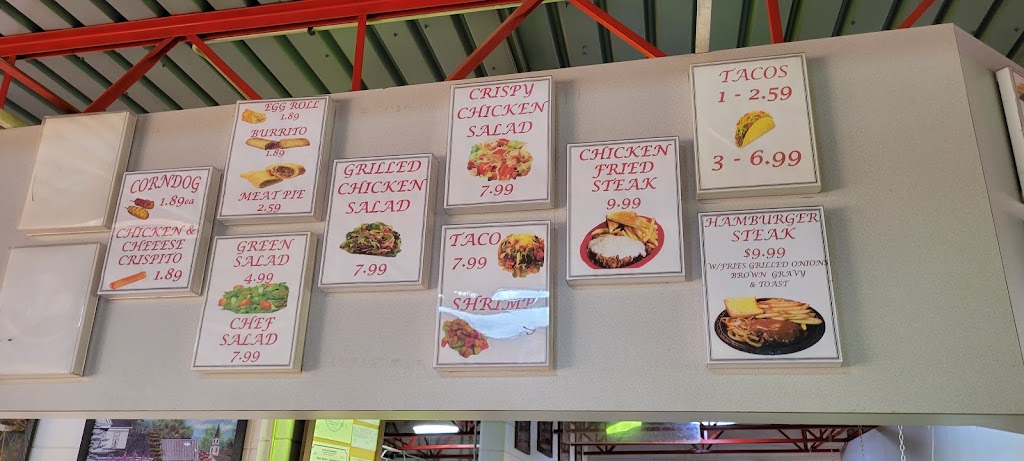 CORNDOG
1.89ea
CHICKEN &
CHEEESE
CRISPITO
1.89
EGG ROLL
1.89
BURRITO
1.89
MEAT PIE
2.59
GREEN
SALAD
4.99
CHEF
SALAD
7.99
GRILLED
CHICKEN
SALAD
7.99
CRISPY
CHICKEN
SALAD
7.99
TACO
7.99
SHRIMP
CHICKEN
FRIED
STEAK
9.99
TACOS
1 - 2.59
3 - 6.99
HAMBURGER
STEAK
$9.99
W/FRIES GRILLED ONIONS
BROWN GRAVY
& TOAST